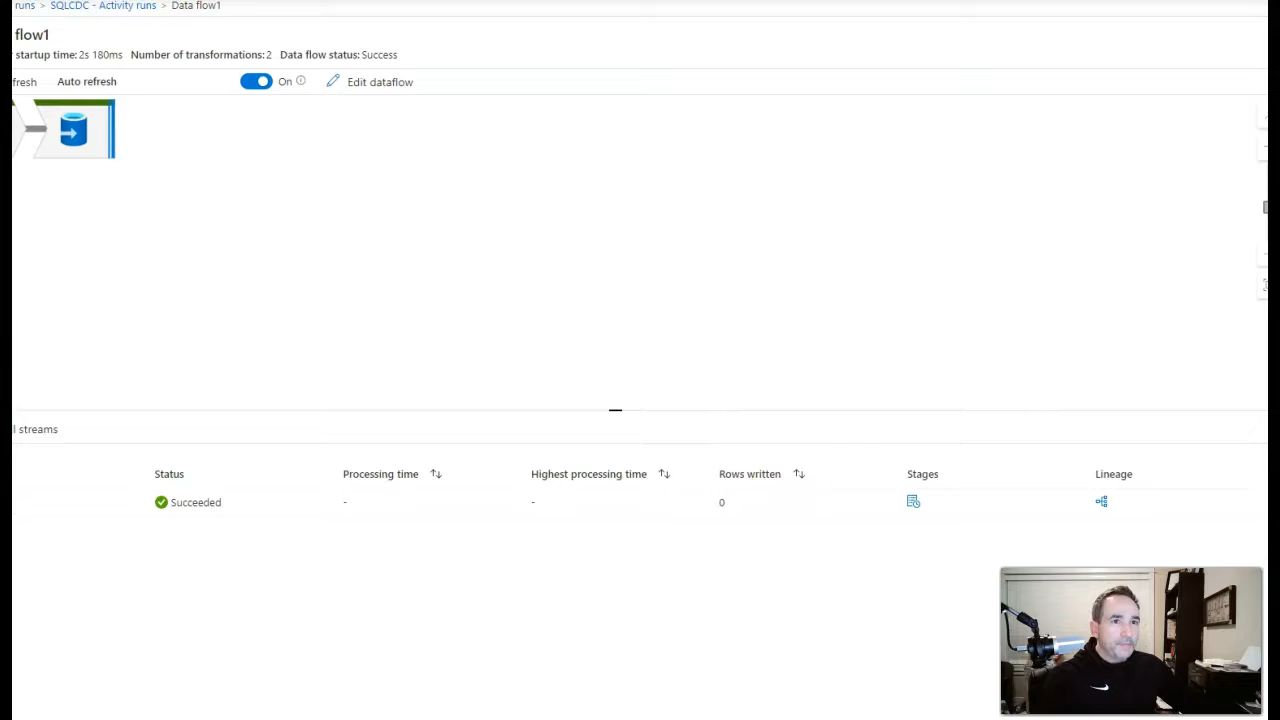 runs > SQLCDC - Activity runs > Data flow1
flow1
startup time: 2s 180ms Number of transformations: 2 Data flow status: Success
fresh Auto refresh On Edit dataflow
l streams
Status Processing time Highest processing time Rows written Stages Lineage
Succeeded - - 0